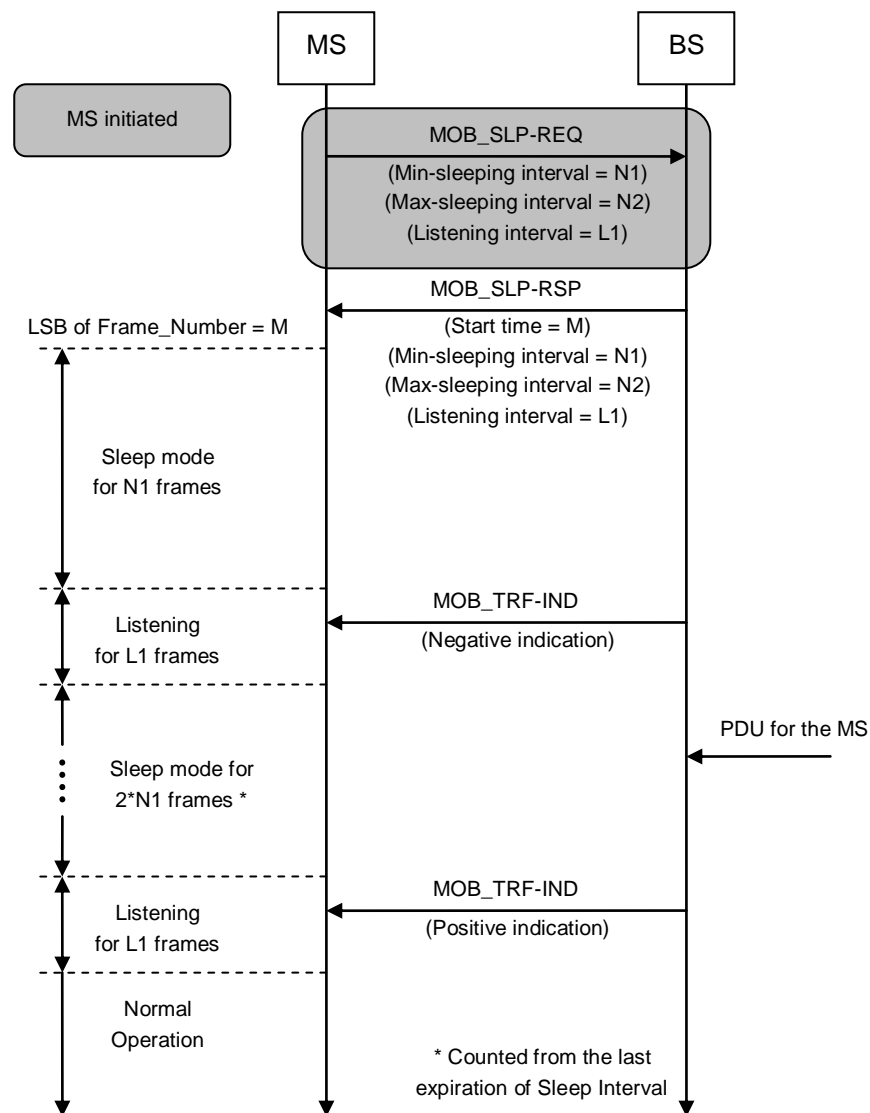 MS
BS
MS initiated
MOB_SLP-REQ
(Min-sleeping interval = N1)
(Max-sleeping interval = N2)
(Listening interval = L1)
MOB_SLP-RSP
LSB of Frame_Number = M
(Start time = M)
(Min-sleeping interval = N1)
(Max-sleeping interval = N2)
(Listening interval = L1)
Sleep mode
for N1 frames
MOB_TRF-IND
(Negative indication)
Listening
for L1 frames
PDU for the MS
Sleep mode for
2*N1 frames *
MOB_TRF-IND
(Positive indication)
Listening
for L1 frames
Normal
Operation
* Counted from the last
expiration of Sleep Interval